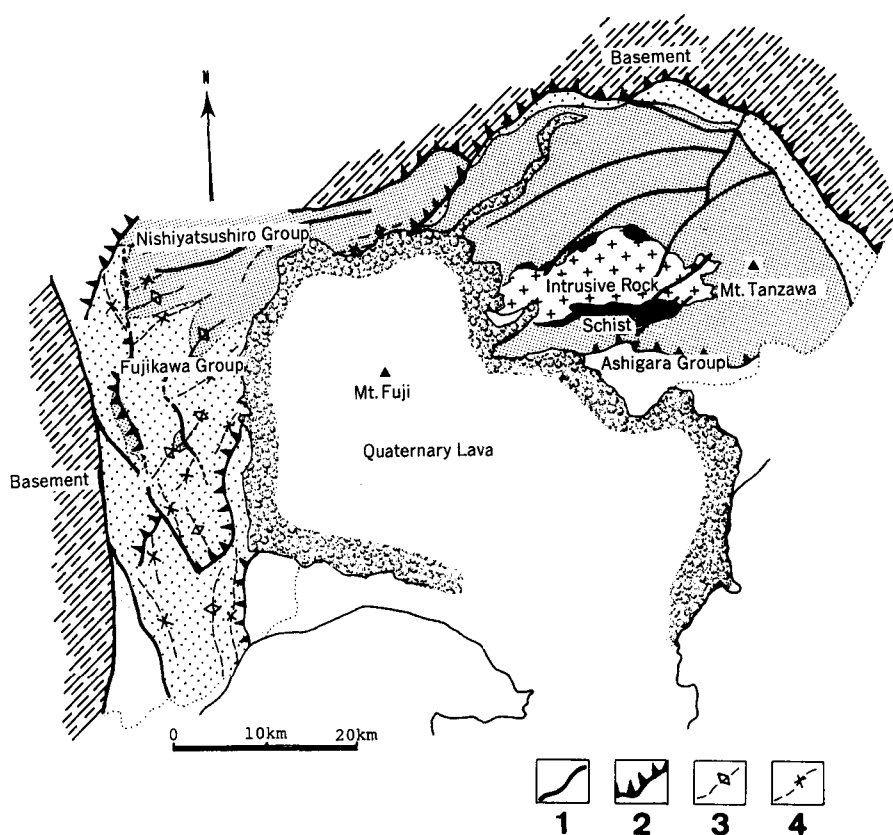 Basement
N
Nishiyatsushiro Group
Intrusive Rock
Mt. Tanzawa
Schist
Fujikawa Group
Ashigara Group
Mt. Fuji
Quaternary Lava
Basement
0 10km 20km
1 2 3 4